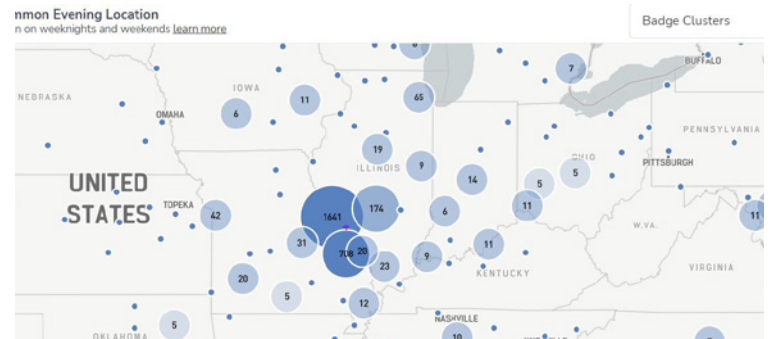 mmon Evening Location
n on weeknights and weekends learn more
Badge Clusters
7
BUFFALO
NEBRASKA
IOWA
65
11
OMAHA
6
PENNSYLVANIA
19
OHIO
PITTSBURGH
ILLINOIS
9
5
14
5
UNITED
STATES
TOPEKA
42
1641
174
6
11
11
W.VA.
31
708
20
11
9
23
VIRGINIA
KENTUCKY
20
5
12
NASHVILLE
5
OKLAHOMA
10